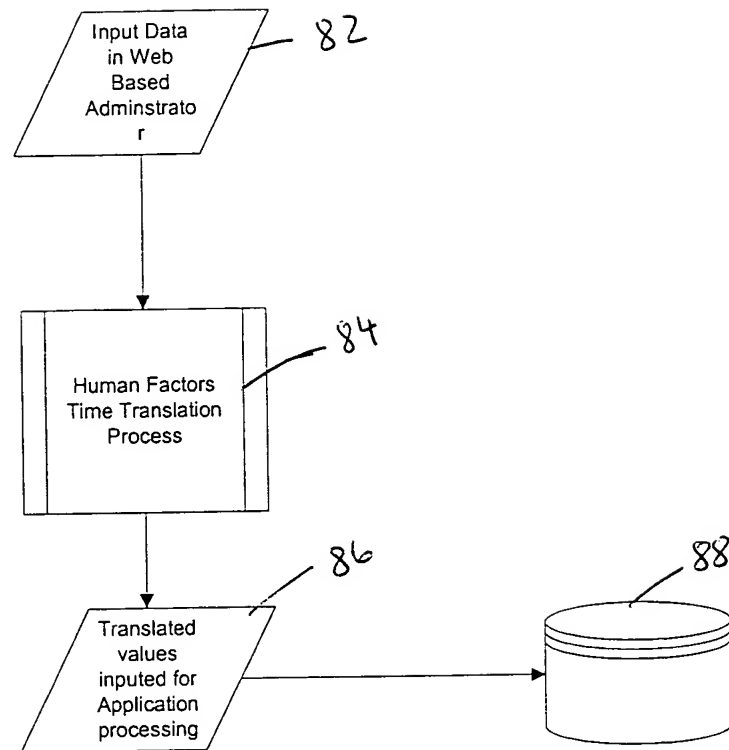 Input Data
in Web
Based
Adminstrato
r
82
Human Factors
Time Translation
Process
84
Translated
values
inputed for
Application
processing
86
88